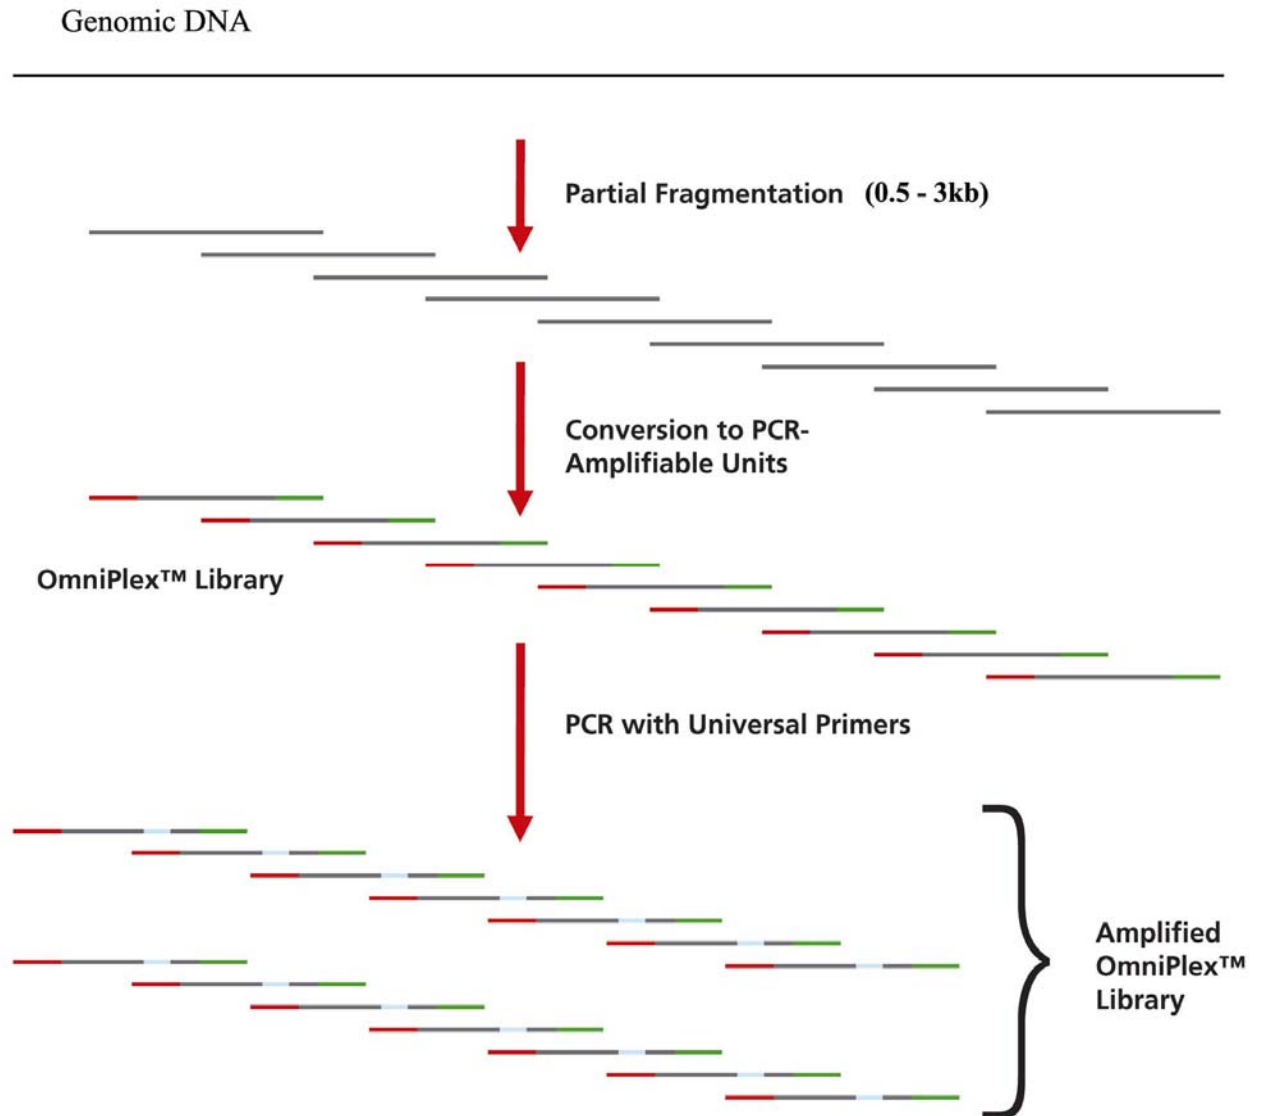 Genomic DNA
Partial Fragmentation (0.5 - 3kb)
Conversion to PCR-
Amplifiable Units
OmniPlex™ Library
PCR with Universal Primers
Amplified
OmniPlex™
Library